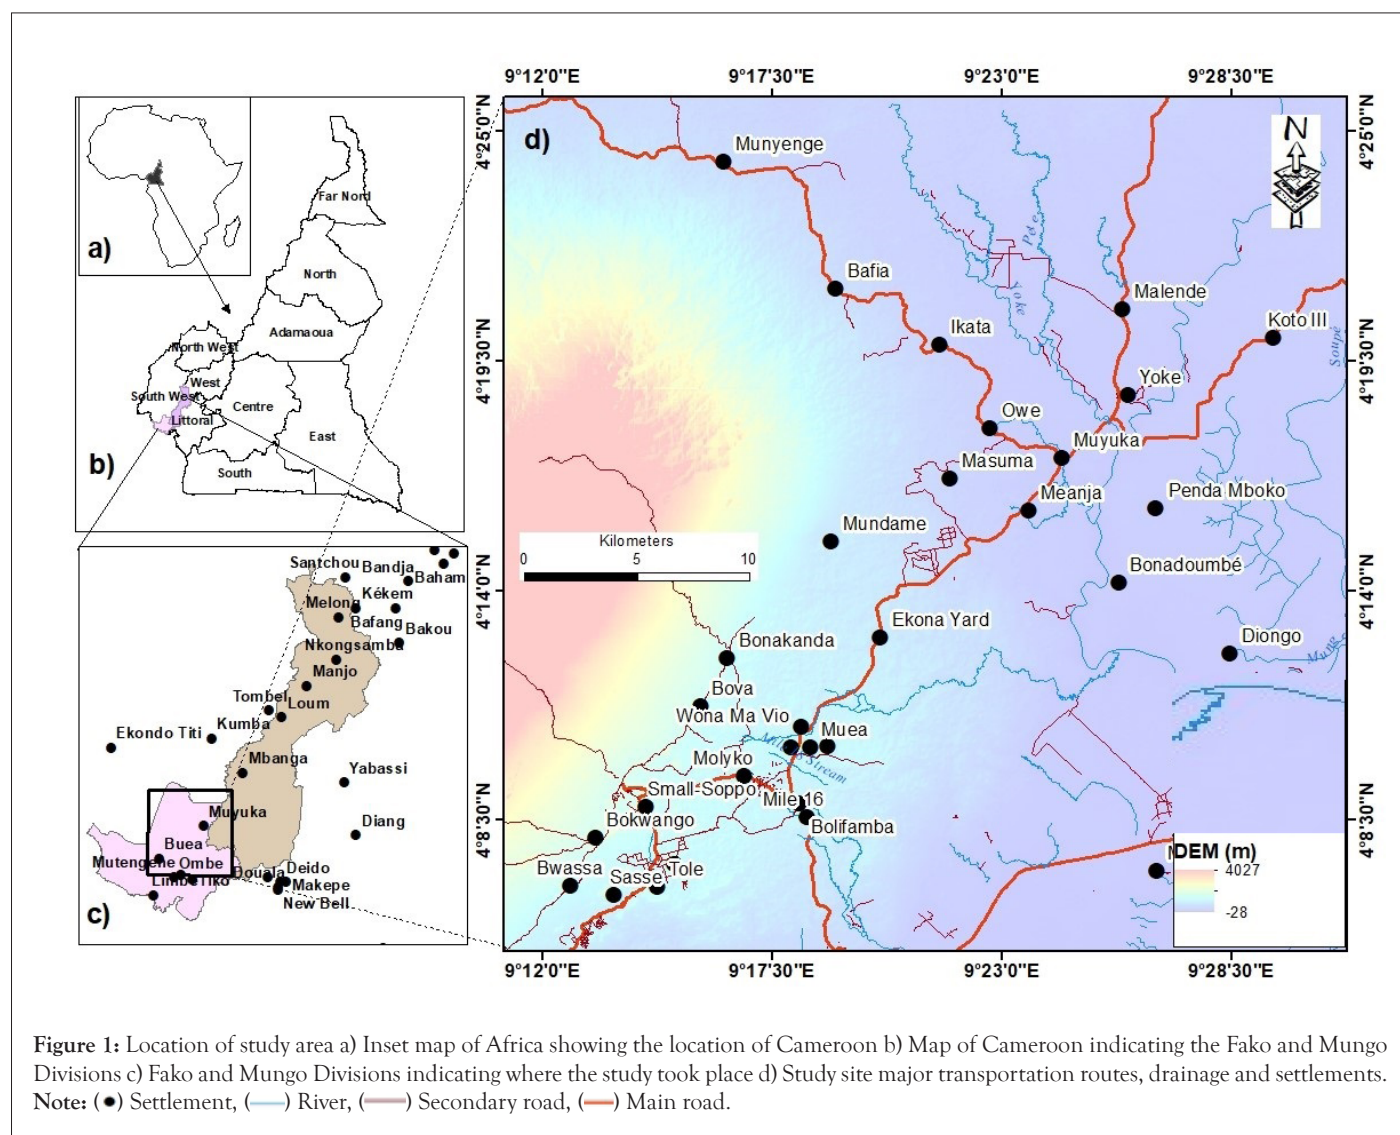 9°12'0"E
9°17'30"E
9°23'0"E
9°28'30"E
a)
Far Nord
North
Adamaoua
North West
West
South West
Littoral
Centre
East
South
b)
Santchou
Bandja
Baham
Kékem
Melong
Bafang
Bakou
Nkongsamba
Manjo
Tombel
Loum
Kumba
Ekondo Titi
Mbanga
Yabassi
Muyuka
Diang
Buea
Mutengene
Ombe
Douala
Deido
Limbe
Tiko
Makepe
New Bell
c)
d)
N
4°25'0"N
4°25'0"N
Munyenge
Pde
Bafia
Yoke
Malende
Ikata
Koto III
Soupé
4°19'30"N
4°19'30"N
Yoke
Owe
Muyuka
Masuma
Meanja
Penda Mboko
Mundame
Kilometers
0
5
10
Bonadoumbé
4°14'0"N
4°14'0"N
Ekona Yard
Bonakanda
Diongo
Mung
Bova
Wona Ma Vio
Muea
Stream
Molyko
Small Soppo
Mile 16
4°8'30"N
4°8'30"N
Bokwango
Bolifamba
Bwassa
Sasse
Tole
DEM (m)
4027
-28
9°12'0"E
9°17'30"E
9°23'0"E
9°28'30"E
Figure 1: Location of study area a) Inset map of Africa showing the location of Cameroon b) Map of Cameroon indicating the Fako and Mungo
Divisions c) Fako and Mungo Divisions indicating where the study took place d) Study site major transportation routes, drainage and settlements.
Note: (●) Settlement, (—) River, (—) Secondary road, (—) Main road.